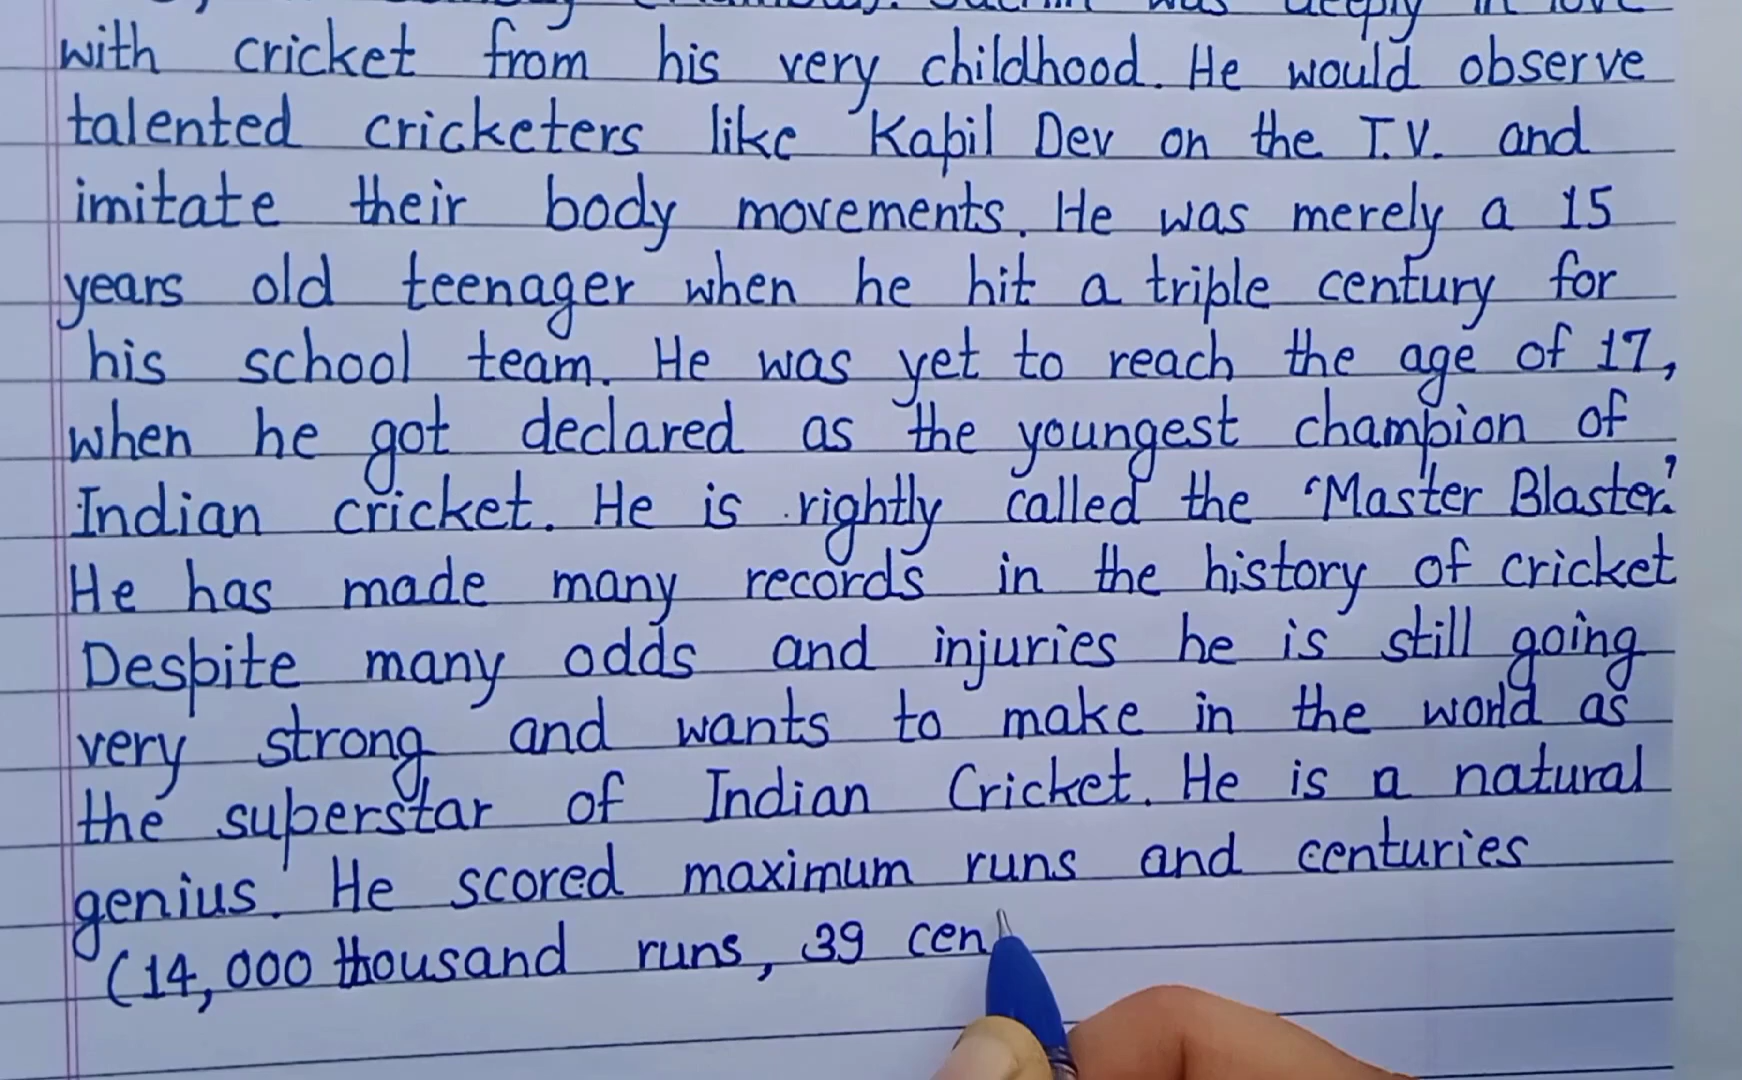 Sachin was deeply in love
with cricket from his very childhood. He would observe
talented cricketers like Kapil Dev on the T.V. and
imitate their body movements. He was merely a 15
years old teenager when he hit a triple century for
his school team. He was yet to reach the age of 17,
when he got declared as the youngest champion of
Indian cricket. He is rightly called the 'Master Blaster.'
He has made many records in the history of cricket
Despite many odds and injuries he is still going
very strong and wants to make in the world as
the superstar of Indian Cricket. He is a natural
genius. He scored maximum runs and centuries
(14,000 thousand runs, 39 cen